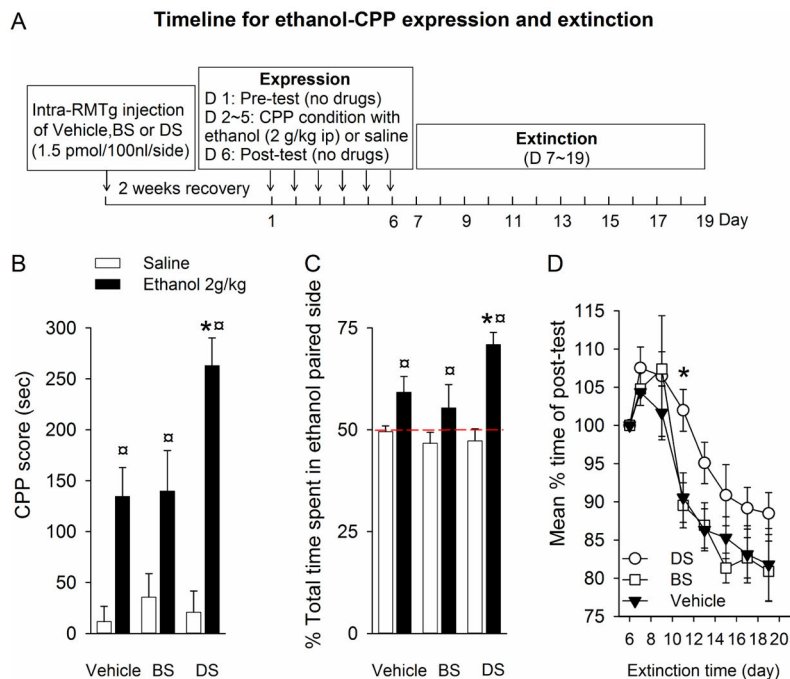 A
Timeline for ethanol-CPP expression and extinction
Intra-RMTg injection
of Vehicle,BS or DS
(1.5 pmol/100nl/side)
Expression
D 1: Pre-test (no drugs)
D 2~5: CPP condition with
ethanol (2 g/kg ip) or saline
D 6: Post-test (no drugs)
Extinction
(D 7~19)
2 weeks recovery
1 6 7 9 11 13 15 17 19 Day
B
Saline
Ethanol 2g/kg
CPP score (sec)
300
250
200
150
100
50
0
¤
¤
*¤
Vehicle BS DS
C
% Total time spent in ethanol paired side
75
50
25
0
¤
¤
*¤
Vehicle BS DS
D
Mean % time of post-test
115
110
105
100
95
90
85
80
75
*
DS
BS
Vehicle
6 8 10 12 14 16 18 20
Extinction time (day)